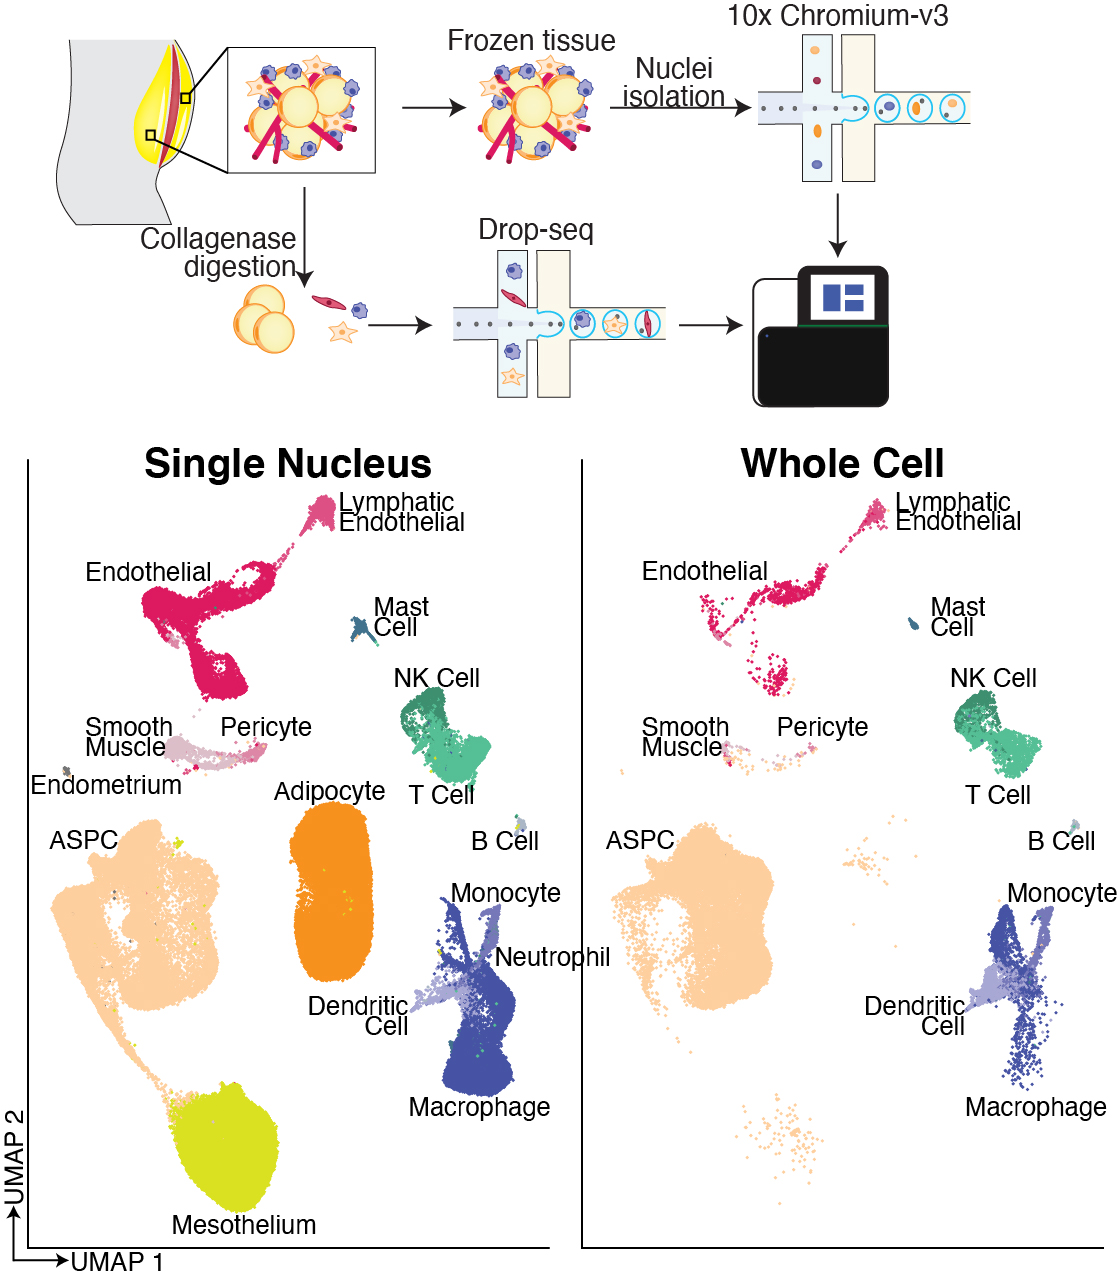 10x Chromium-v3
Frozen tissue
Nuclei
isolation
Collagenase
digestion
Drop-seq
Single Nucleus
Whole Cell
Lymphatic
Endothelial
Endothelial
Mast
Cell
NK Cell
Smooth
Muscle
Pericyte
Endometrium
T Cell
Adipocyte
ASPC
B Cell
Monocyte
Neutrophil
Dendritic
Cell
Macrophage
Mesothelium
Lymphatic
Endothelial
Endothelial
Mast
Cell
NK Cell
Smooth
Muscle
Pericyte
T Cell
ASPC
B Cell
Monocyte
Dendritic
Cell
Macrophage
UMAP 2
UMAP 1